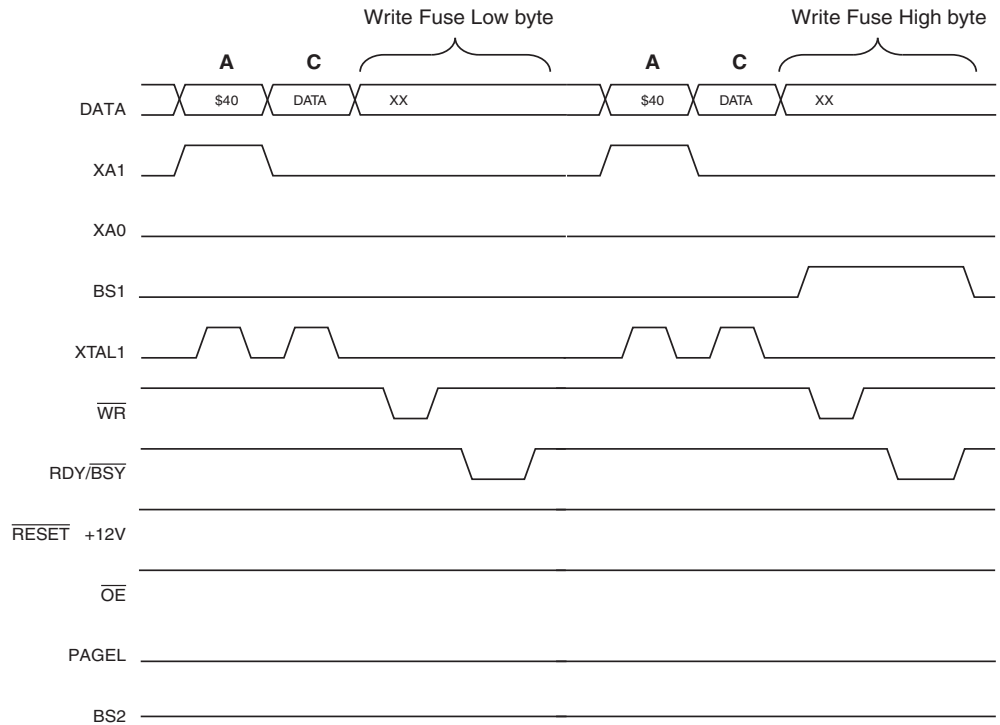 Write Fuse Low byte
Write Fuse High byte
A
C
A
C
DATA
$40
DATA
XX
$40
DATA
XX
XA1
XA0
BS1
XTAL1
WR
RDY/BSY
RESET +12V
OE
PAGEL
BS2